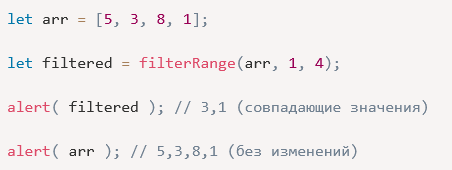 let arr = [5, 3, 8, 1];
let filtered = filterRange(arr, 1, 4);
alert( filtered ); // 3,1 (совпадающие значения)
alert( arr ); // 5,3,8,1 (без изменений)